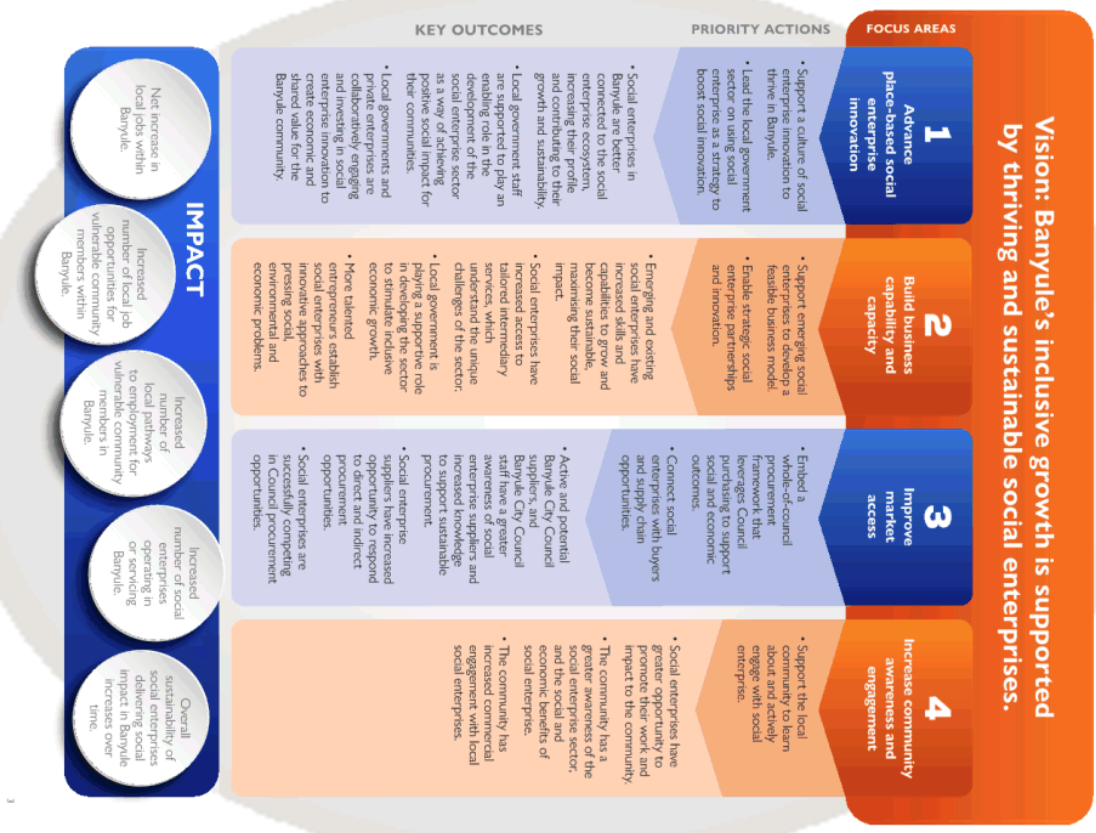 Vision: Banyule's inclusive growth is supported
by thriving and sustainable social enterprises.
FOCUS AREAS
PRIORITY ACTIONS
KEY OUTCOMES
1
Advance
place-based social
enterprise
innovation
• Support a culture of social
enterprise innovation to
thrive in Banyule.
• Lead the local government
sector on using social
enterprise as a strategy to
boost social innovation.
• Social enterprises in
Banyule are better
connected to the social
enterprise ecosystem,
increasing their profile
and contributing to their
growth and sustainability.
• Local government staff
are supported to play an
enabling role in the
development of the
social enterprise sector
as a way of achieving
positive social impact for
their communities.
• Local governments and
private enterprises are
collaboratively engaging
and investing in social
enterprise innovation to
create economic and
shared value for the
Banyule community.
2
Build business
capability and
capacity
• Support emerging social
enterprises to develop a
feasible business model.
• Enable strategic social
enterprise partnerships
and innovation.
• Emerging and existing
social enterprises have
increased skills and
capabilities to grow and
become sustainable,
maximising their social
impact.
• Social enterprises have
increased access to
tailored intermediary
services, which
understand the unique
challenges of the sector.
• Local government is
playing a supportive role
in developing the sector
to stimulate inclusive
economic growth.
• More talented
entrepreneurs establish
social enterprises with
innovative approaches to
pressing social,
environmental and
economic problems.
3
Improve
market
access
• Embed a
whole-of-council
procurement
framework that
leverages Council
purchasing to support
social and economic
outcomes.
• Connect social
enterprises with buyers
and supply chain
opportunities.
• Active and potential
Banyule City Council
suppliers, and
Banyule City Council
staff have a greater
awareness of social
enterprise suppliers and
increased knowledge
to support sustainable
procurement.
• Social enterprise
suppliers have increased
opportunity to respond
to direct and indirect
procurement
opportunities.
• Social enterprises are
successfully competing
in Council procurement
opportunities.
4
Increase community
awareness and
engagement
• Support the local
community to learn
about and actively
engage with social
enterprise.
• Social enterprises have
greater opportunity to
promote their work and
impact to the community.
• The community has a
greater awareness of the
social enterprise sector,
and the social and
economic benefits of
social enterprise.
• The community has
increased commercial
engagement with local
social enterprises.
IMPACT
Net increase in
local jobs within
Banyule.
Increased
number of local job
opportunities for
vulnerable community
members within
Banyule.
Increased
number of
local pathways
to employment for
vulnerable community
members in
Banyule.
Increased
number of social
enterprises
operating in
or servicing
Banyule.
Overall
sustainability of
social enterprises
delivering social
impact in Banyule
increases over
time.
3